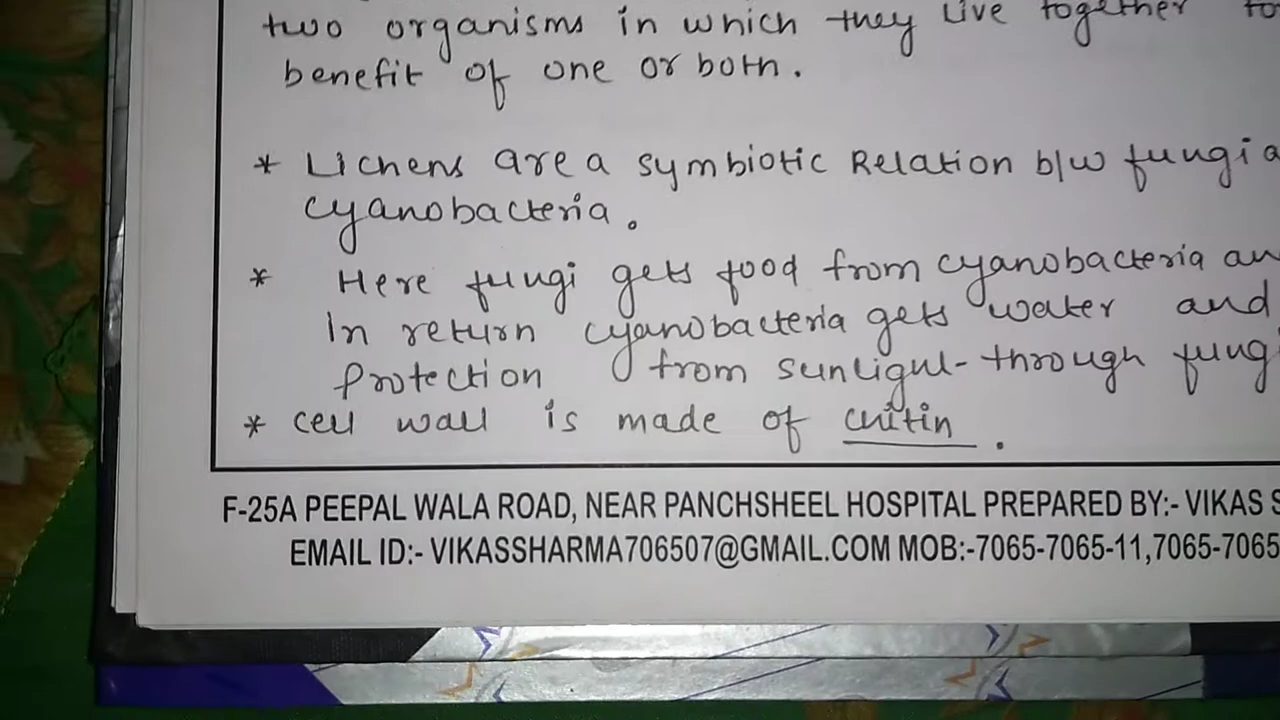 two organisms in which they live together to
benefit of one or both.
* Lichens are a symbiotic Relation b/w fungi a
cyanobacteria.
* Here fungi gets food from cyanobacteria an
in return cyanobacteria gets water and
protection from sunlight through fungi
* cell wall is made of chitin.
F-25A PEEPAL WALA ROAD, NEAR PANCHSHEEL HOSPITAL PREPARED BY:- VIKAS S
EMAIL ID:- VIKASSHARMA706507@GMAIL.COM MOB:-7065-7065-11,7065-7065